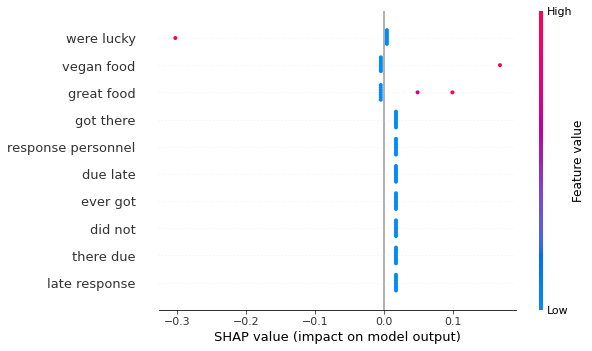 High
were lucky
vegan food
great food
got there
response personnel
due late
ever got
did not
there due
late response
Low
Feature value
−0.3 −0.2 −0.1 0.0 0.1
SHAP value (impact on model output)